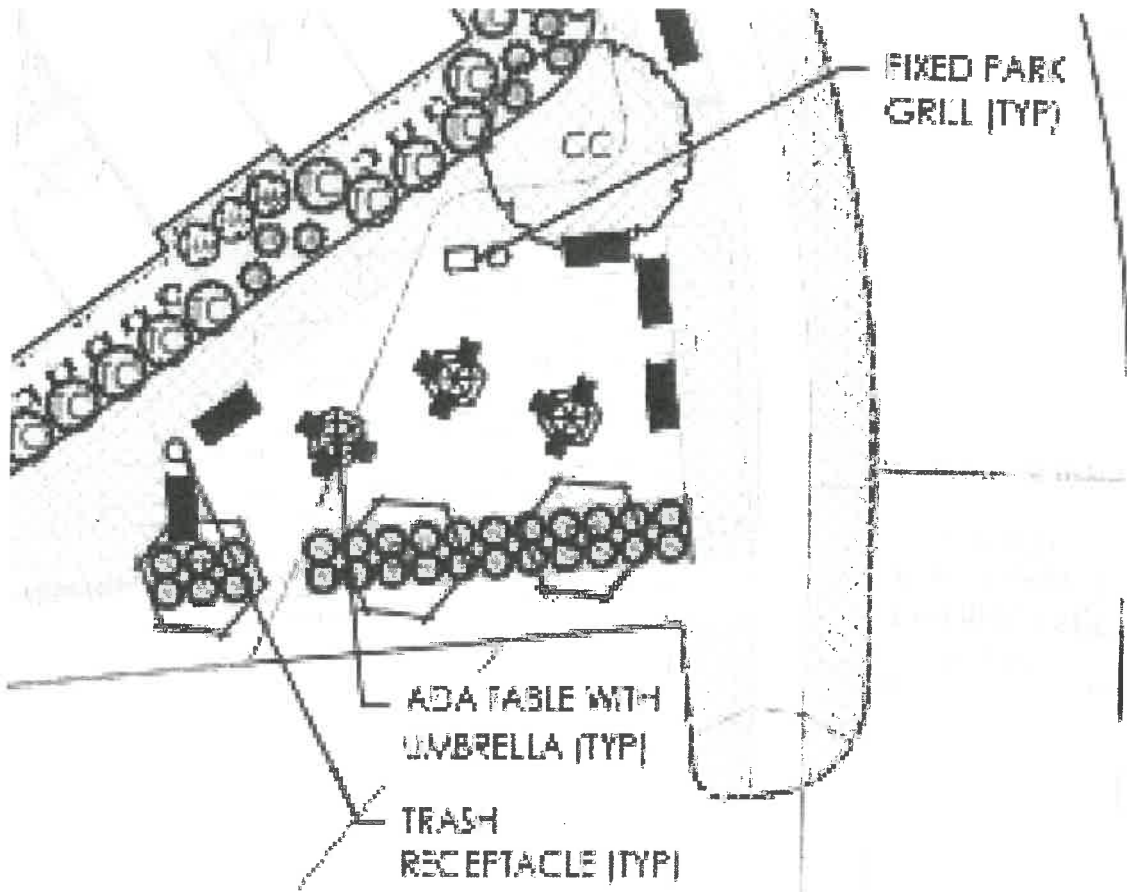 FIXED PARK
GRILL (TYP)
CC
ADA TABLE WITH
UMBRELLA (TYP)
TRASH
RECEPTACLE (TYP)